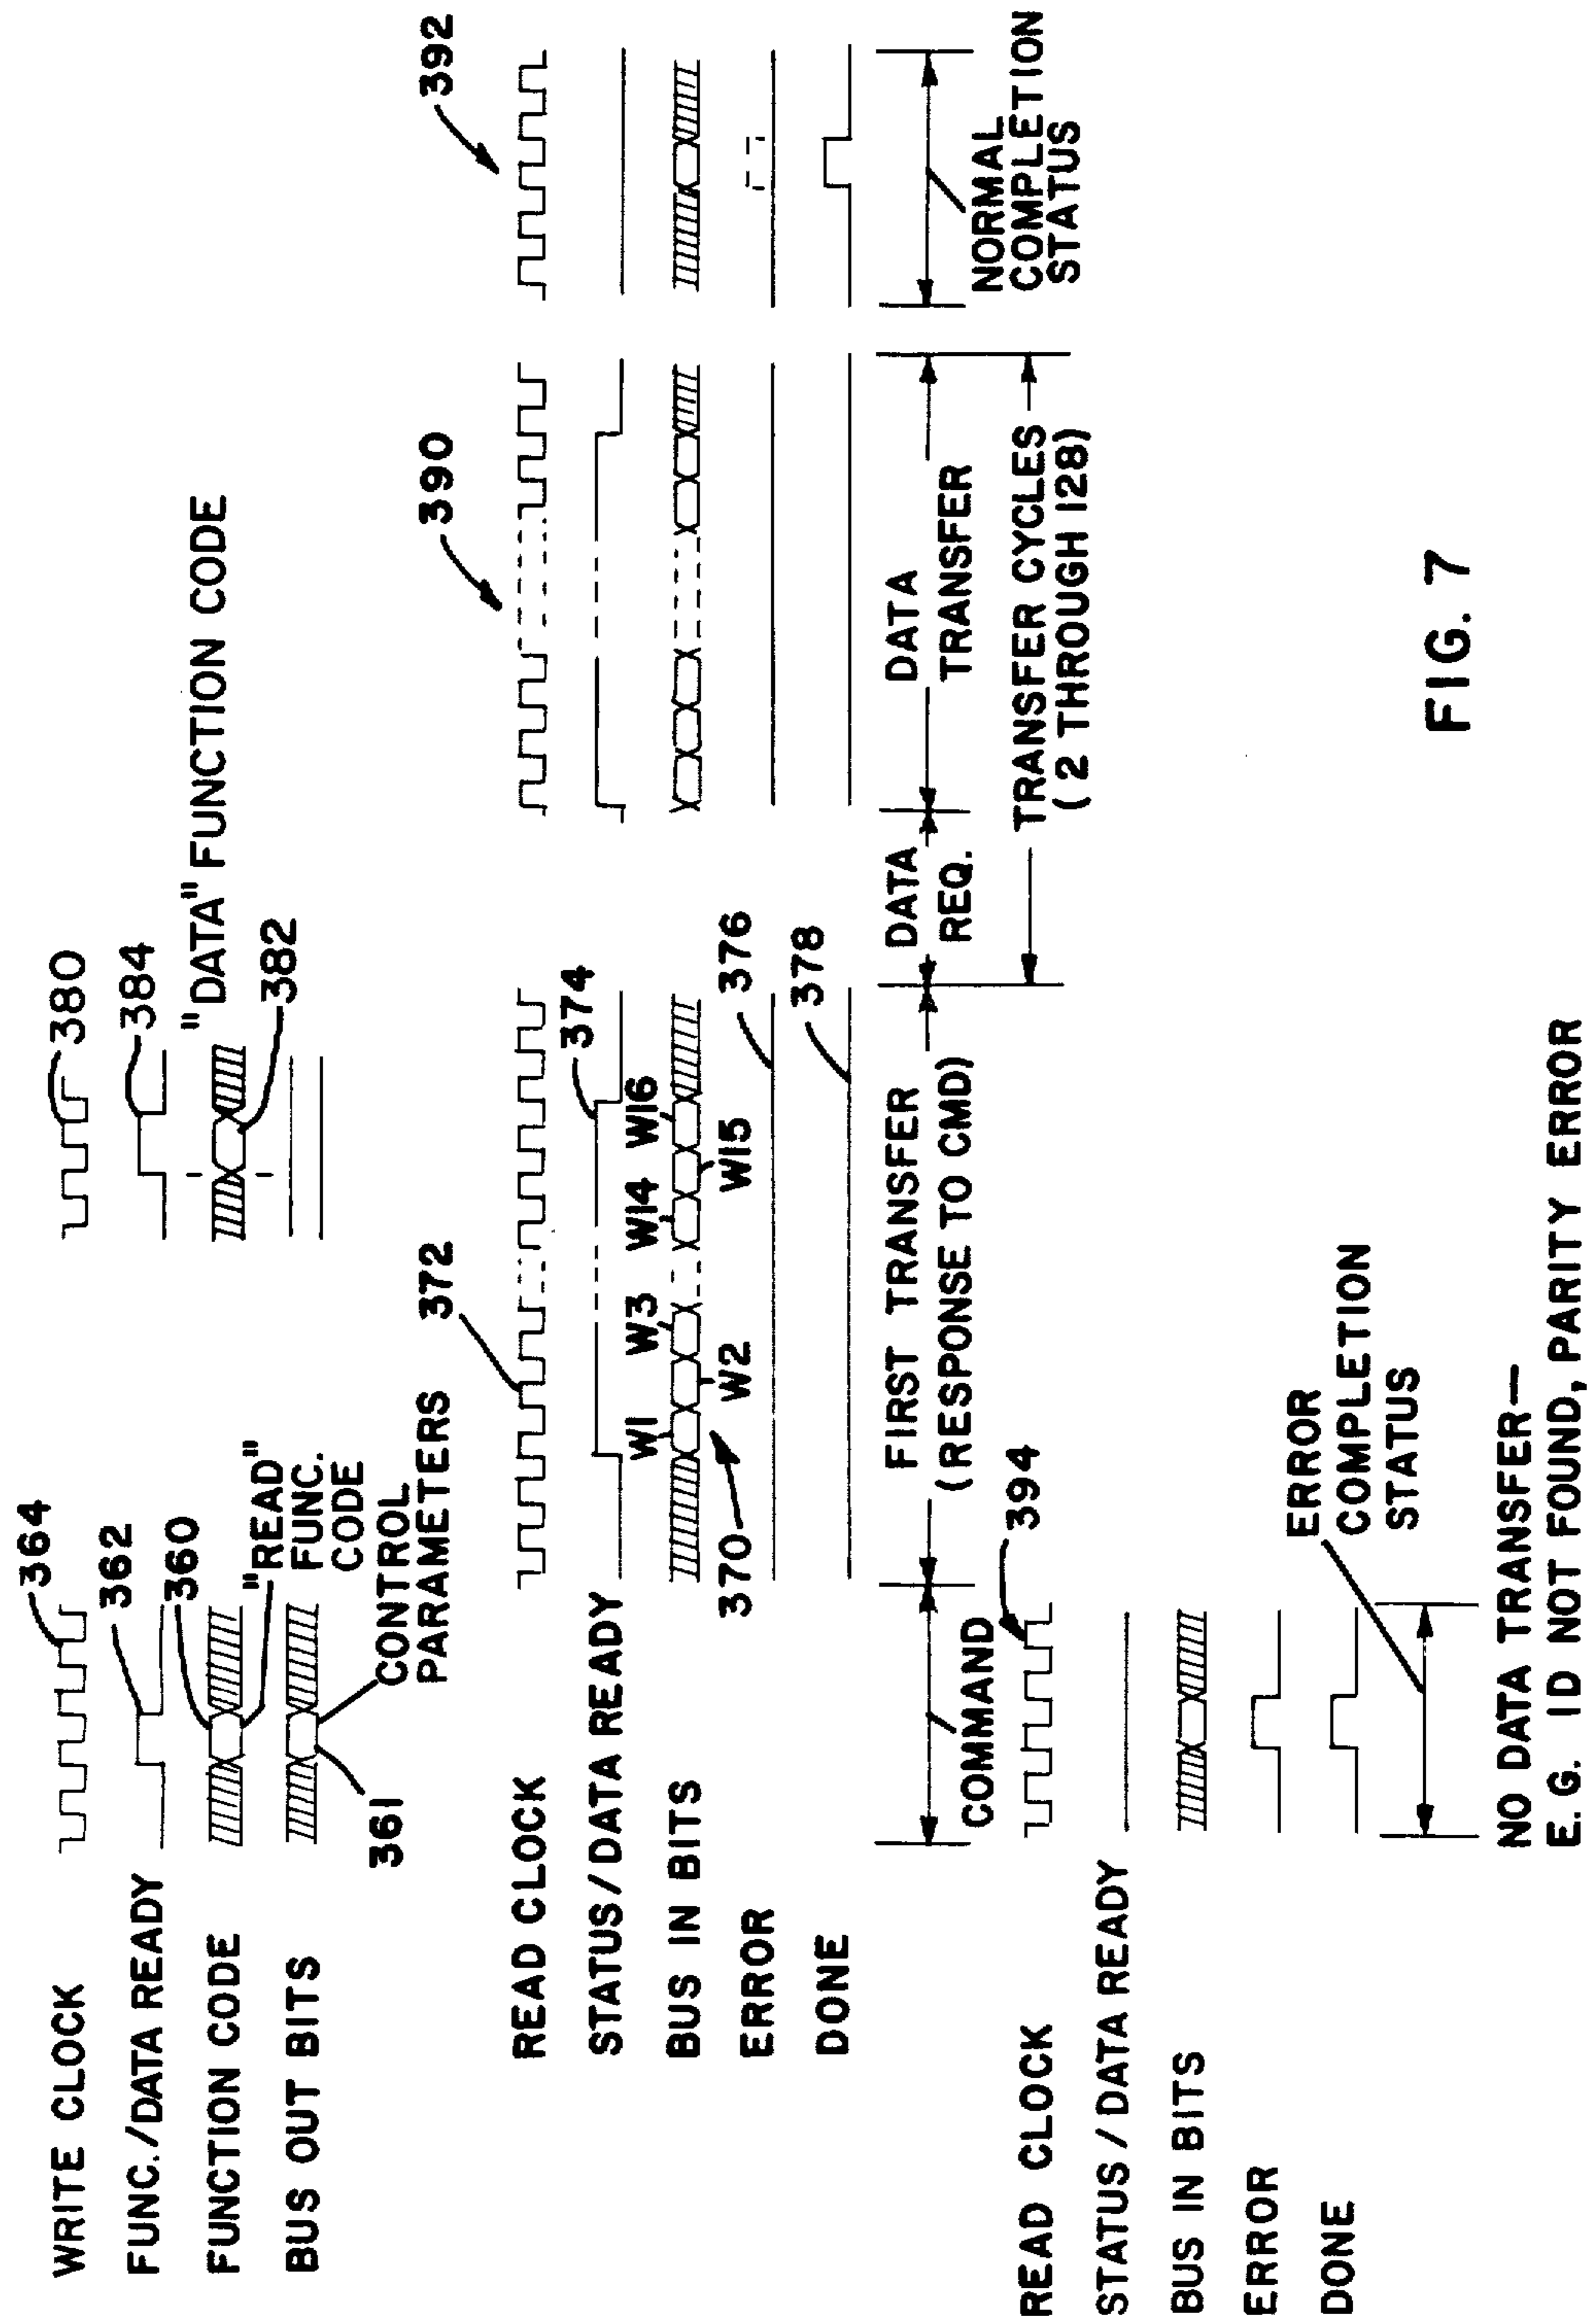 WRITE CLOCK
364
380
FUNC./DATA READY
362
384
FUNCTION CODE
360
"READ"
FUNC.
CODE
"DATA" FUNCTION CODE
382
BUS OUT BITS
361
CONTROL
PARAMETERS
372
390
392
READ CLOCK
STATUS/DATA READY
374
W1 W3 W14 W16
BUS IN BITS
370
W2 W15
ERROR
376
DONE
378
COMMAND
FIRST TRANSFER
(RESPONSE TO CMD)
DATA
REQ.
DATA
TRANSFER
TRANSFER CYCLES
(2 THROUGH 128)
NORMAL
COMPLETION
STATUS
394
READ CLOCK
STATUS/DATA READY
BUS IN BITS
ERROR
DONE
ERROR
COMPLETION
STATUS
NO DATA TRANSFER—
E.G. ID NOT FOUND, PARITY ERROR
FIG. 7